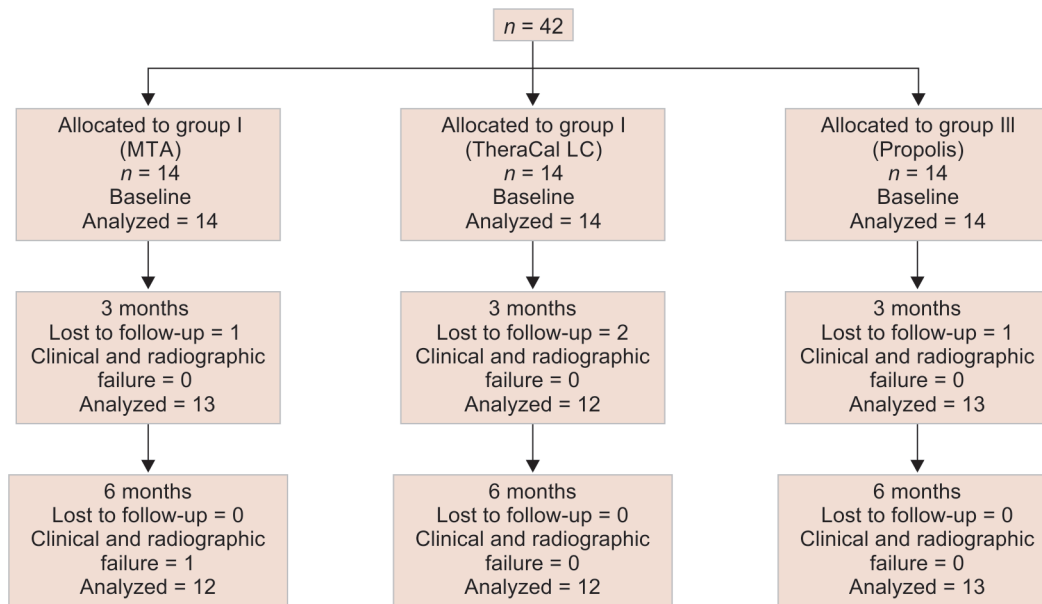 n = 42
Allocated to group I
(MTA)
n = 14
Baseline
Analyzed = 14
Allocated to group I
(TheraCal LC)
n = 14
Baseline
Analyzed = 14
Allocated to group III
(Propolis)
n = 14
Baseline
Analyzed = 14
3 months
Lost to follow-up = 1
Clinical and radiographic
failure = 0
Analyzed = 13
3 months
Lost to follow-up = 2
Clinical and radiographic
failure = 0
Analyzed = 12
3 months
Lost to follow-up = 1
Clinical and radiographic
failure = 0
Analyzed = 13
6 months
Lost to follow-up = 0
Clinical and radiographic
failure = 1
Analyzed = 12
6 months
Lost to follow-up = 0
Clinical and radiographic
failure = 0
Analyzed = 12
6 months
Lost to follow-up = 0
Clinical and radiographic
failure = 0
Analyzed = 13